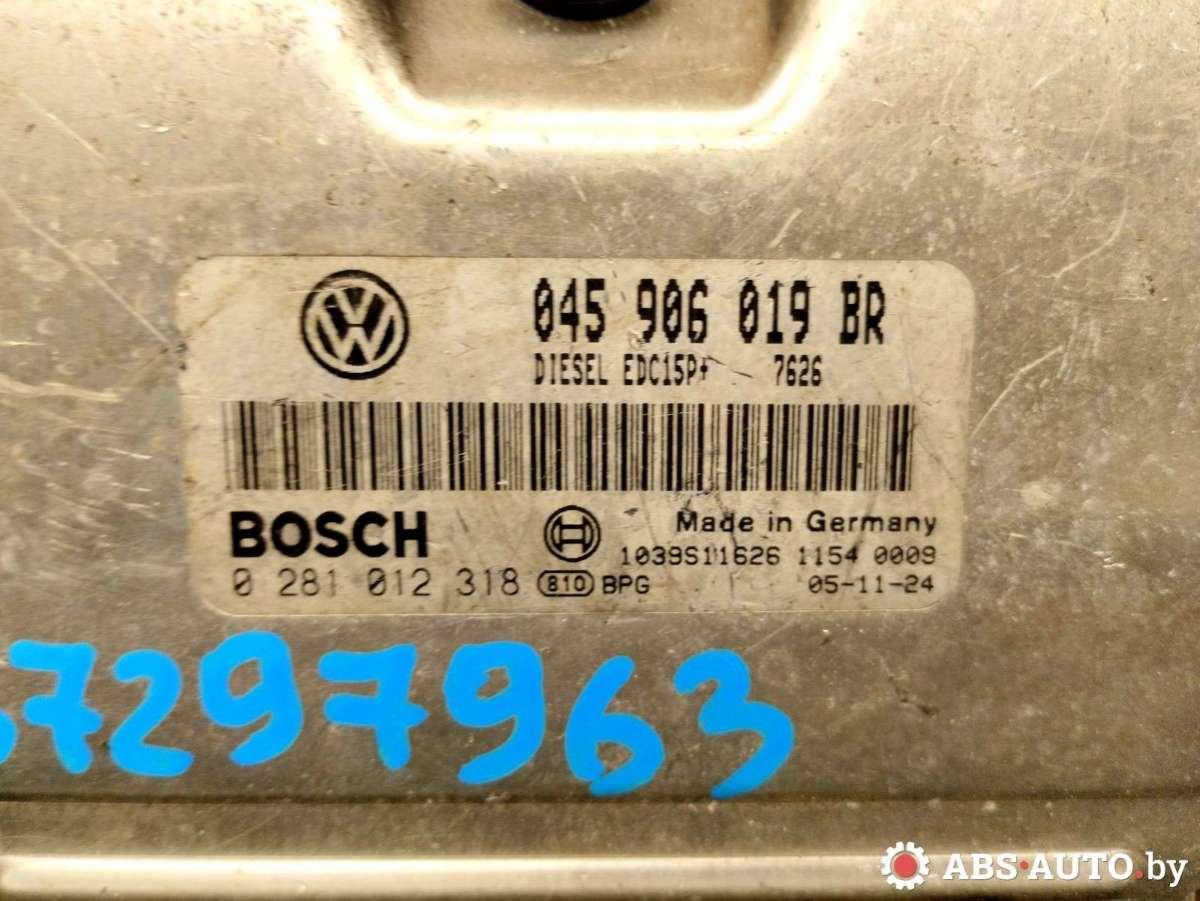 045 906 019 BR
DIESEL EDC15P+ 7626
BOSCH
Made in Germany
1039S11626 1154 0009
0 281 012 318 810 BPG 05-11-24
7297963
ABS·AUTO.by